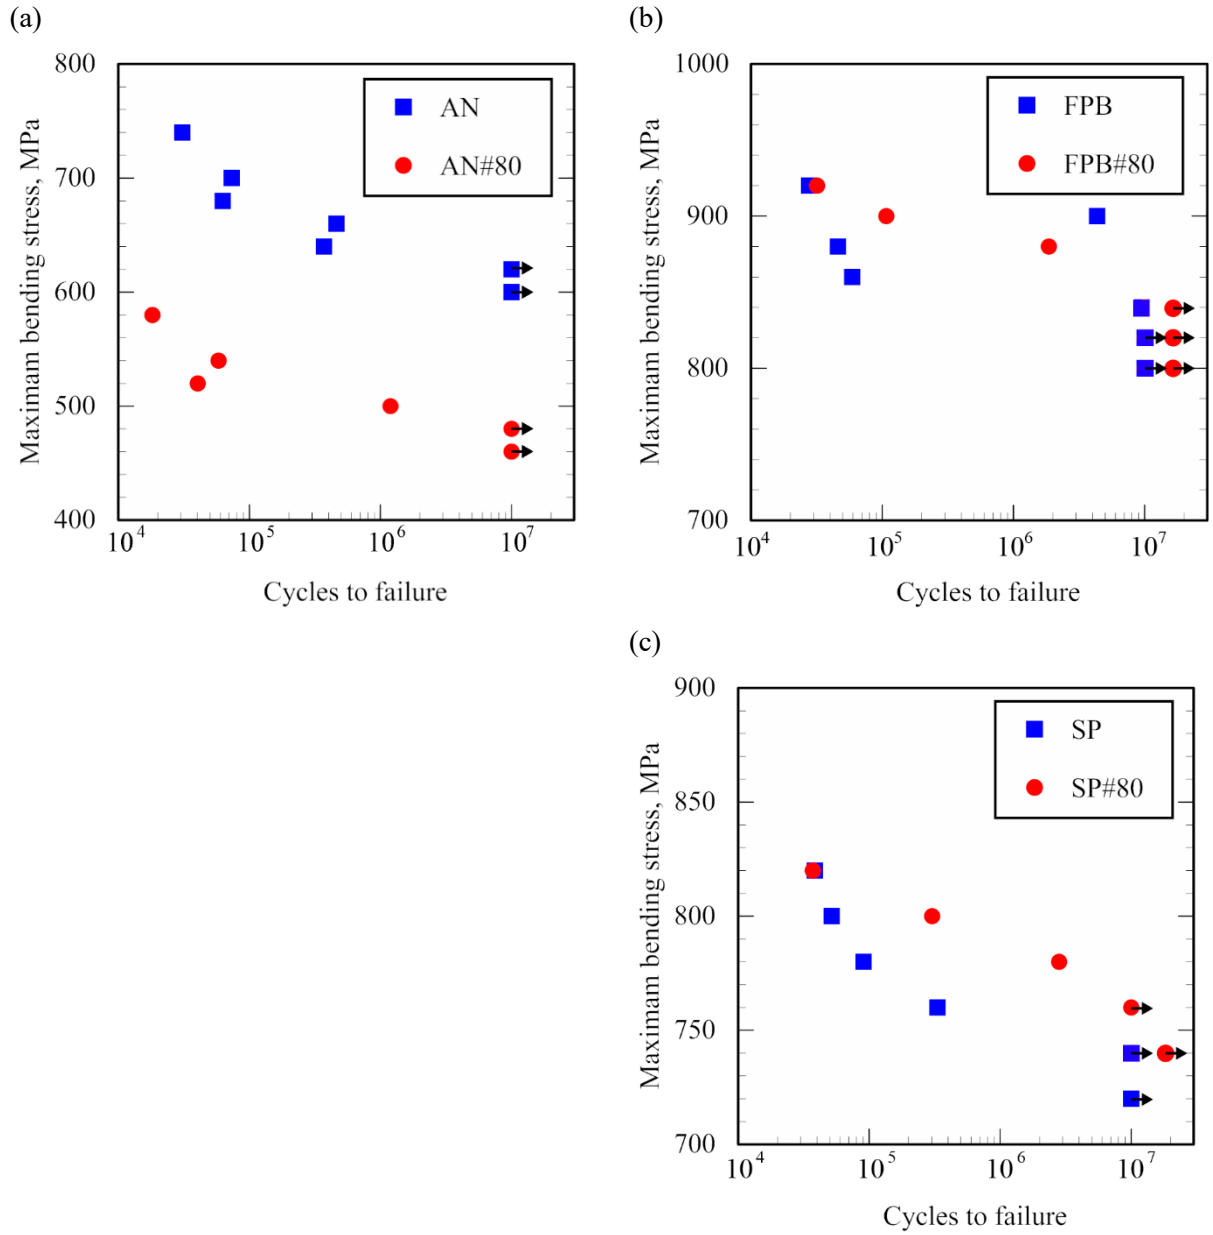 (a)
800
700
600
500
400
Maximam bending stress, MPa
AN
AN#80
10⁴ 10⁵ 10⁶ 10⁷
Cycles to failure
(b)
1000
900
800
700
Maximam bending stress, MPa
FPB
FPB#80
10⁴ 10⁵ 10⁶ 10⁷
Cycles to failure
(c)
900
850
800
750
700
Maximam bending stress, MPa
SP
SP#80
10⁴ 10⁵ 10⁶ 10⁷
Cycles to failure